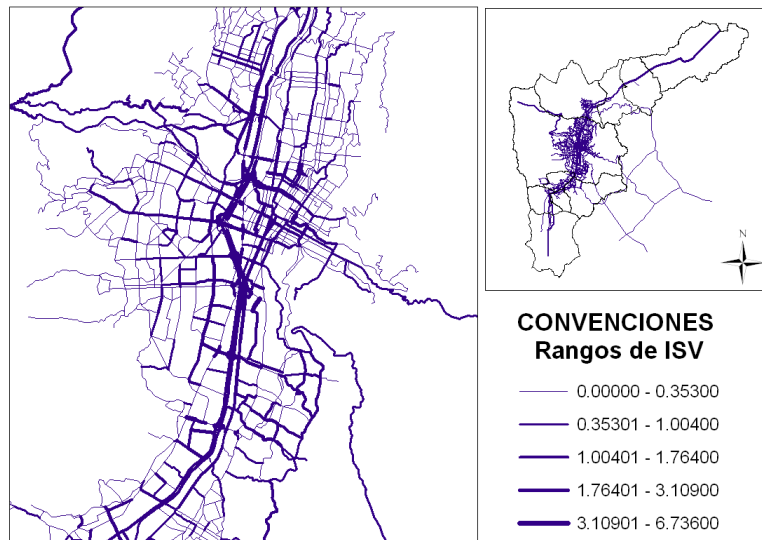 N
CONVENCIONES
Rangos de ISV
0.00000 - 0.35300
0.35301 - 1.00400
1.00401 - 1.76400
1.76401 - 3.10900
3.10901 - 6.73600